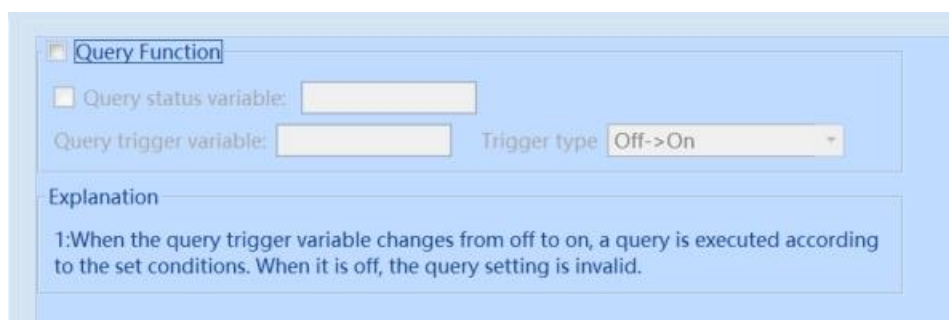 Query Function
Query status variable:
Query trigger variable: Trigger type Off->On
Explanation
1:When the query trigger variable changes from off to on, a query is executed according
to the set conditions. When it is off, the query setting is invalid.